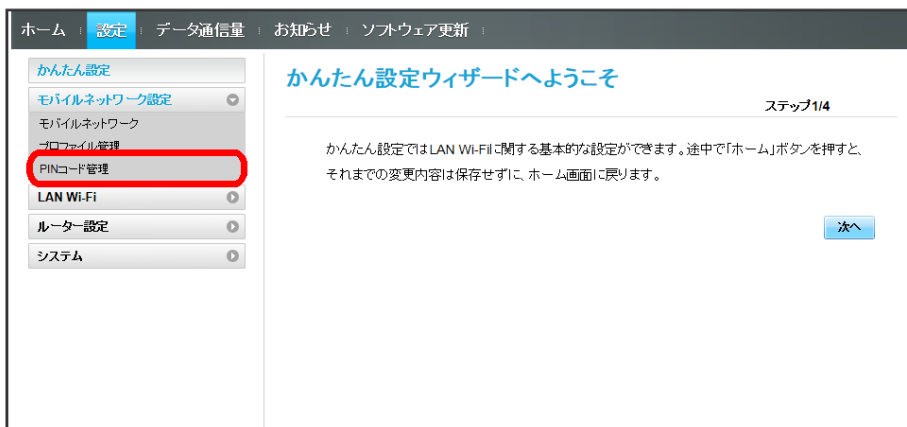 ホーム 設定 データ通信量 お知らせ ソフトウェア更新
かんたん設定
モバイルネットワーク設定
モバイルネットワーク
プロファイル管理
PINコード管理
LAN Wi-Fi
ルーター設定
システム
かんたん設定ウィザードへようこそ
ステップ1/4
かんたん設定ではLAN Wi-Fiに関する基本的な設定ができます。途中で「ホーム」ボタンを押すと、
それまでの変更内容は保存せずに、ホーム画面に戻ります。
次へ